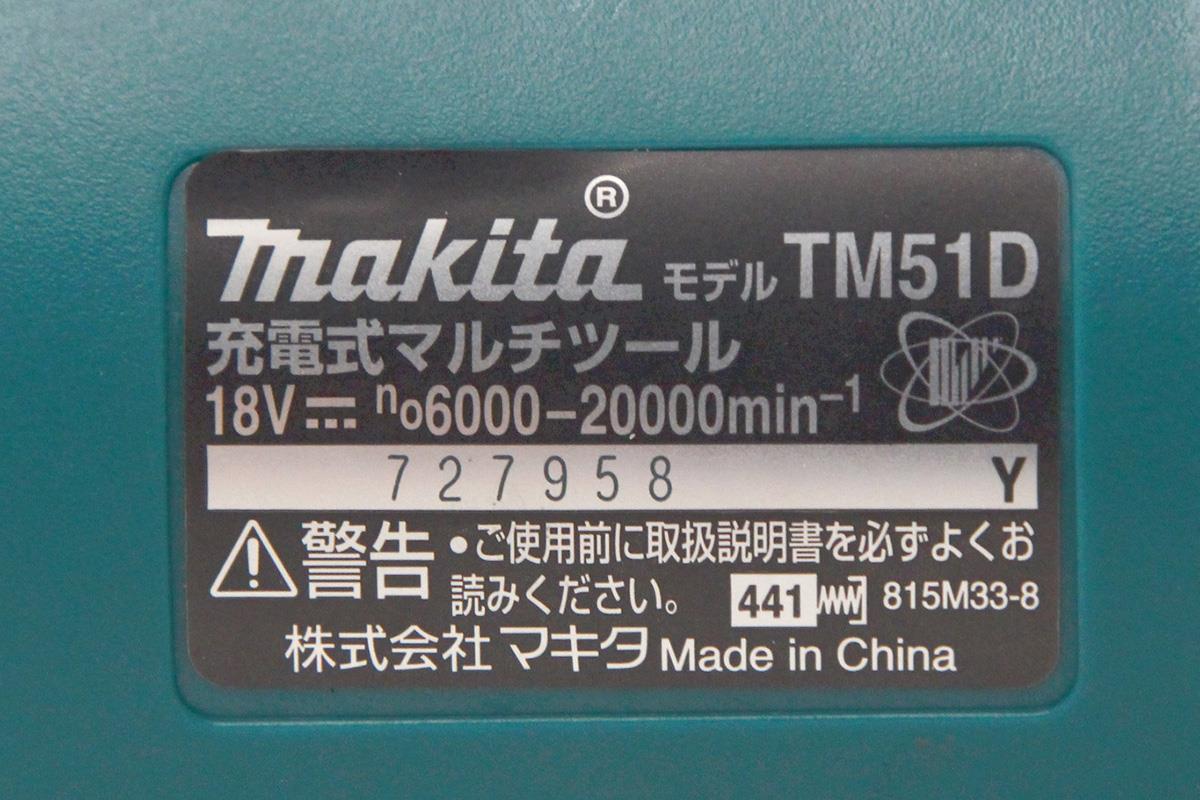 makita® モデル TM51D
充電式マルチツール
18V⎓ n₀6000-20000min⁻¹
727958 Y
警告 ●ご使用前に取扱説明書を必ずよくお
読みください。 441 815M33-8
株式会社 マキタ Made in China